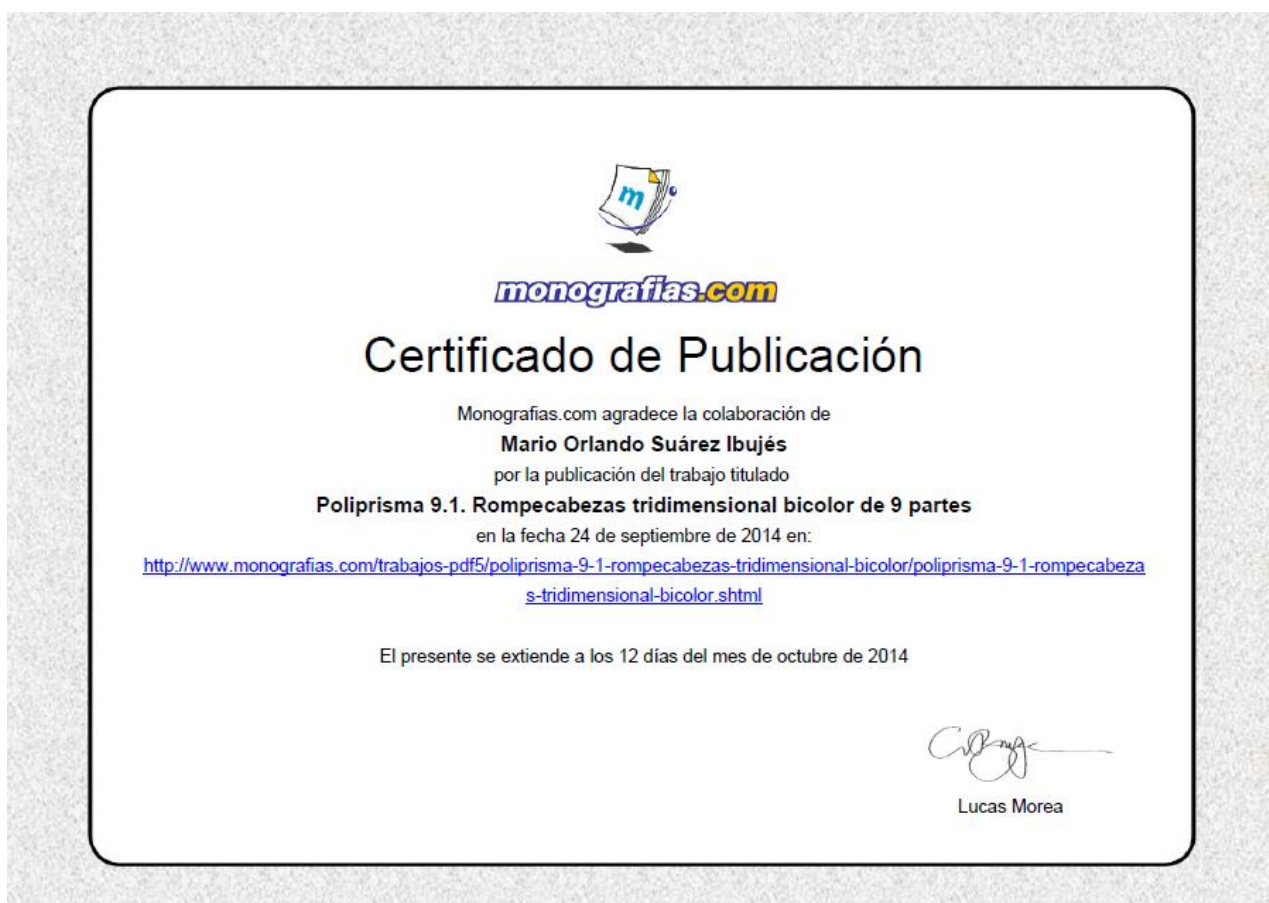 m
monografias.com
Certificado de Publicación
Monografias.com agradece la colaboración de
Mario Orlando Suárez Ibujés
por la publicación del trabajo titulado
Poliprisma 9.1. Rompecabezas tridimensional bicolor de 9 partes
en la fecha 24 de septiembre de 2014 en:
http://www.monografias.com/trabajos-pdf5/poliprisma-9-1-rompecabezas-tridimensional-bicolor/poliprisma-9-1-rompecabeza
s-tridimensional-bicolor.shtml
El presente se extiende a los 12 días del mes de octubre de 2014
Lucas Morea